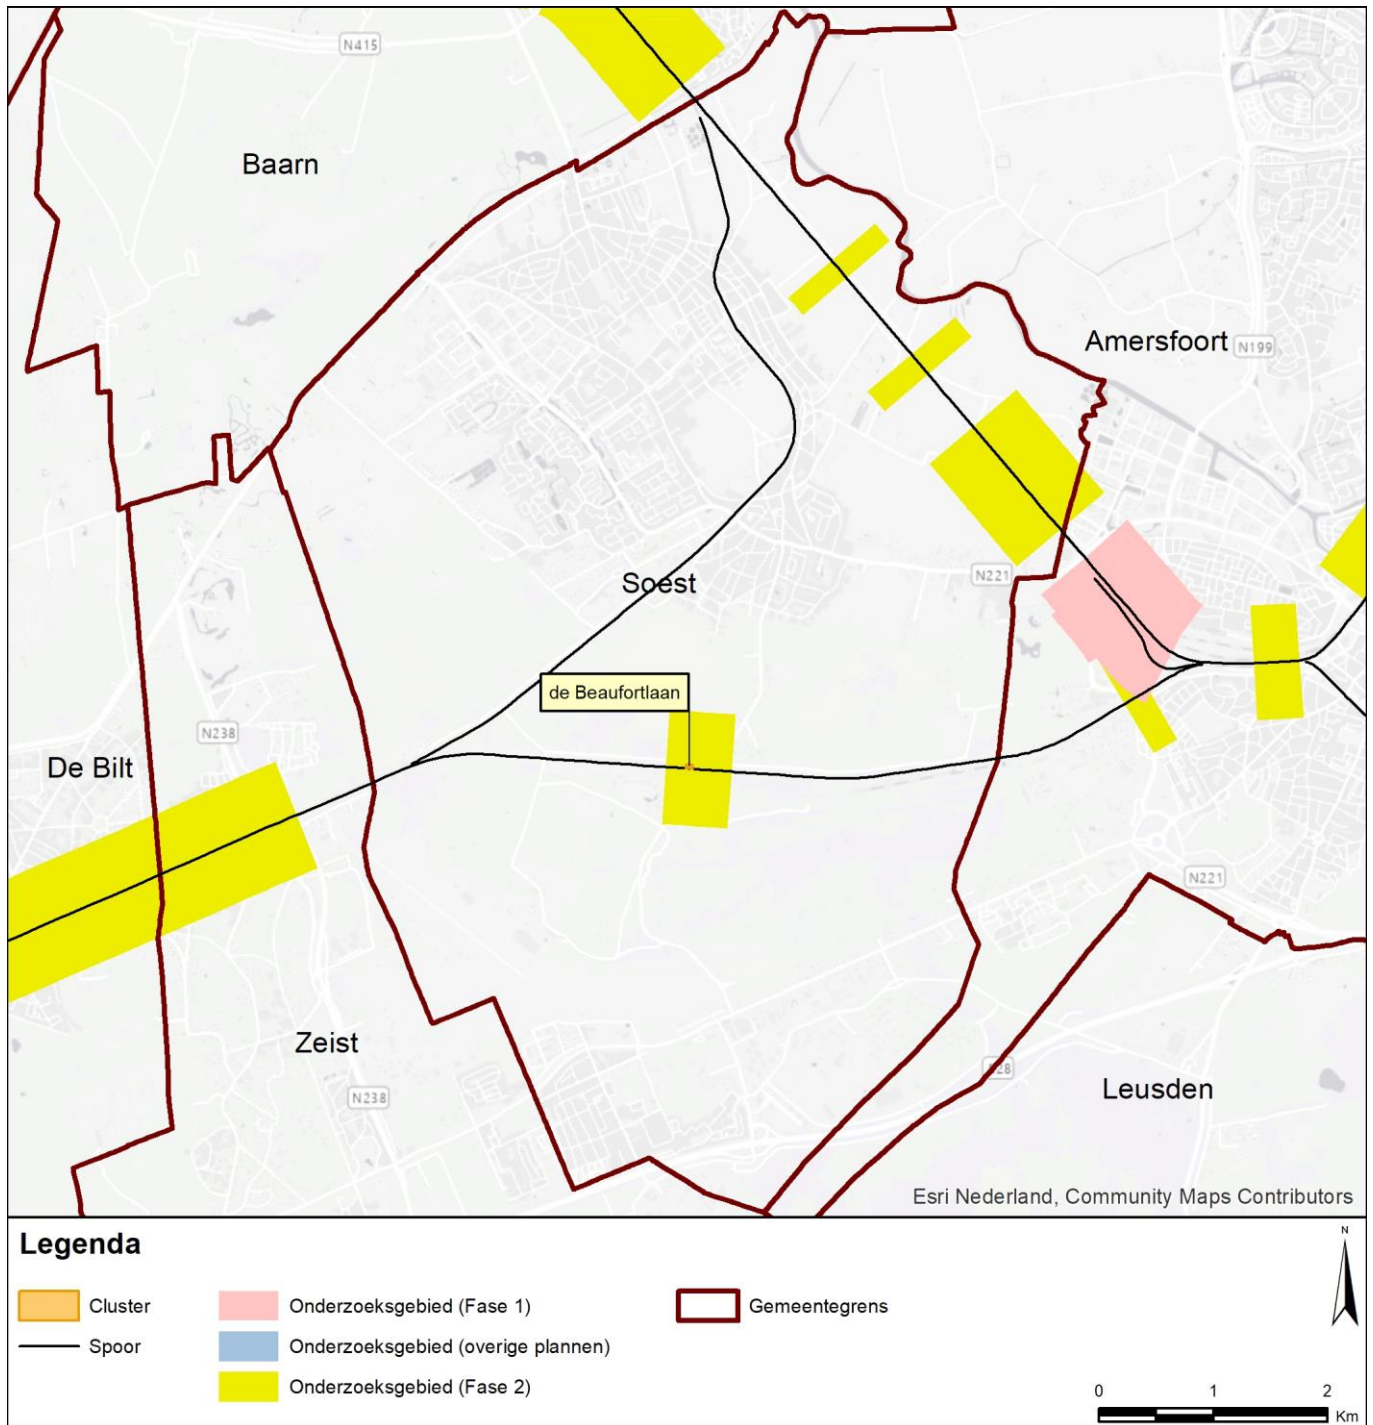 N415
Baarn
Amersfoort
N199
Soest
N221
de Beaufortlaan
N238
De Bilt
N221
Zeist
N238
Leusden
Esri Nederland, Community Maps Contributors
Legenda
N
Cluster
Onderzoeksgebied (Fase 1)
Gemeentegrens
Spoor
Onderzoeksgebied (overige plannen)
Onderzoeksgebied (Fase 2)
0 1 2
Km